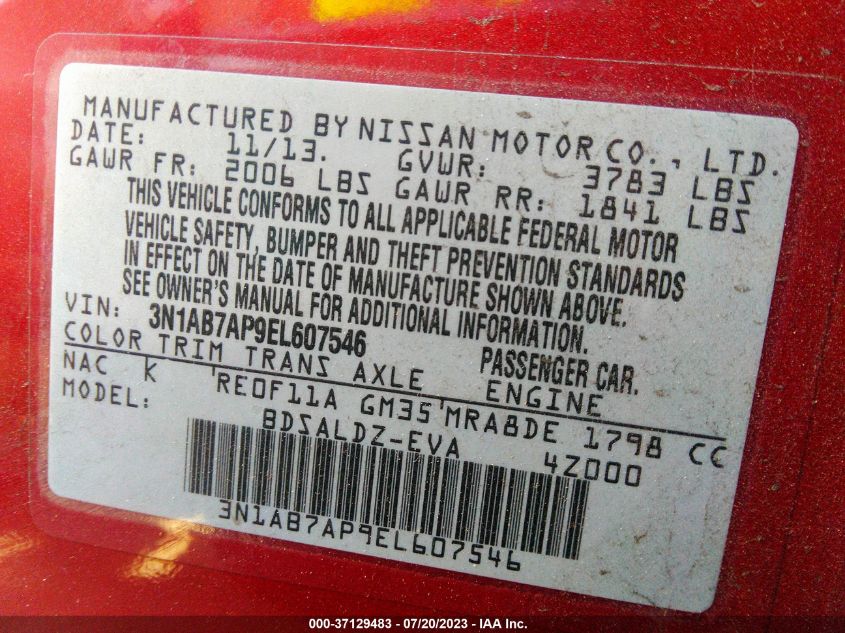 MANUFACTURED BY NISSAN MOTOR CO., LTD.
DATE: 11/13. GVWR: 3783 LBS
GAWR FR: 2006 LBS GAWR RR: 1841 LBS
THIS VEHICLE CONFORMS TO ALL APPLICABLE FEDERAL MOTOR
VEHICLE SAFETY, BUMPER AND THEFT PREVENTION STANDARDS
IN EFFECT ON THE DATE OF MANUFACTURE SHOWN ABOVE.
SEE OWNER'S MANUAL FOR ADDITIONAL INFORMATION.
VIN: 3N1AB7AP9EL607546 PASSENGER CAR.
COLOR TRIM TRANS AXLE ENGINE
NAC K RE0F11A GM35 MRA8DE 1798 CC
MODEL: BDSALDZ-EVA 4Z000
3N1AB7AP9EL607546
000-37129483 - 07/20/2023 - IAA Inc.